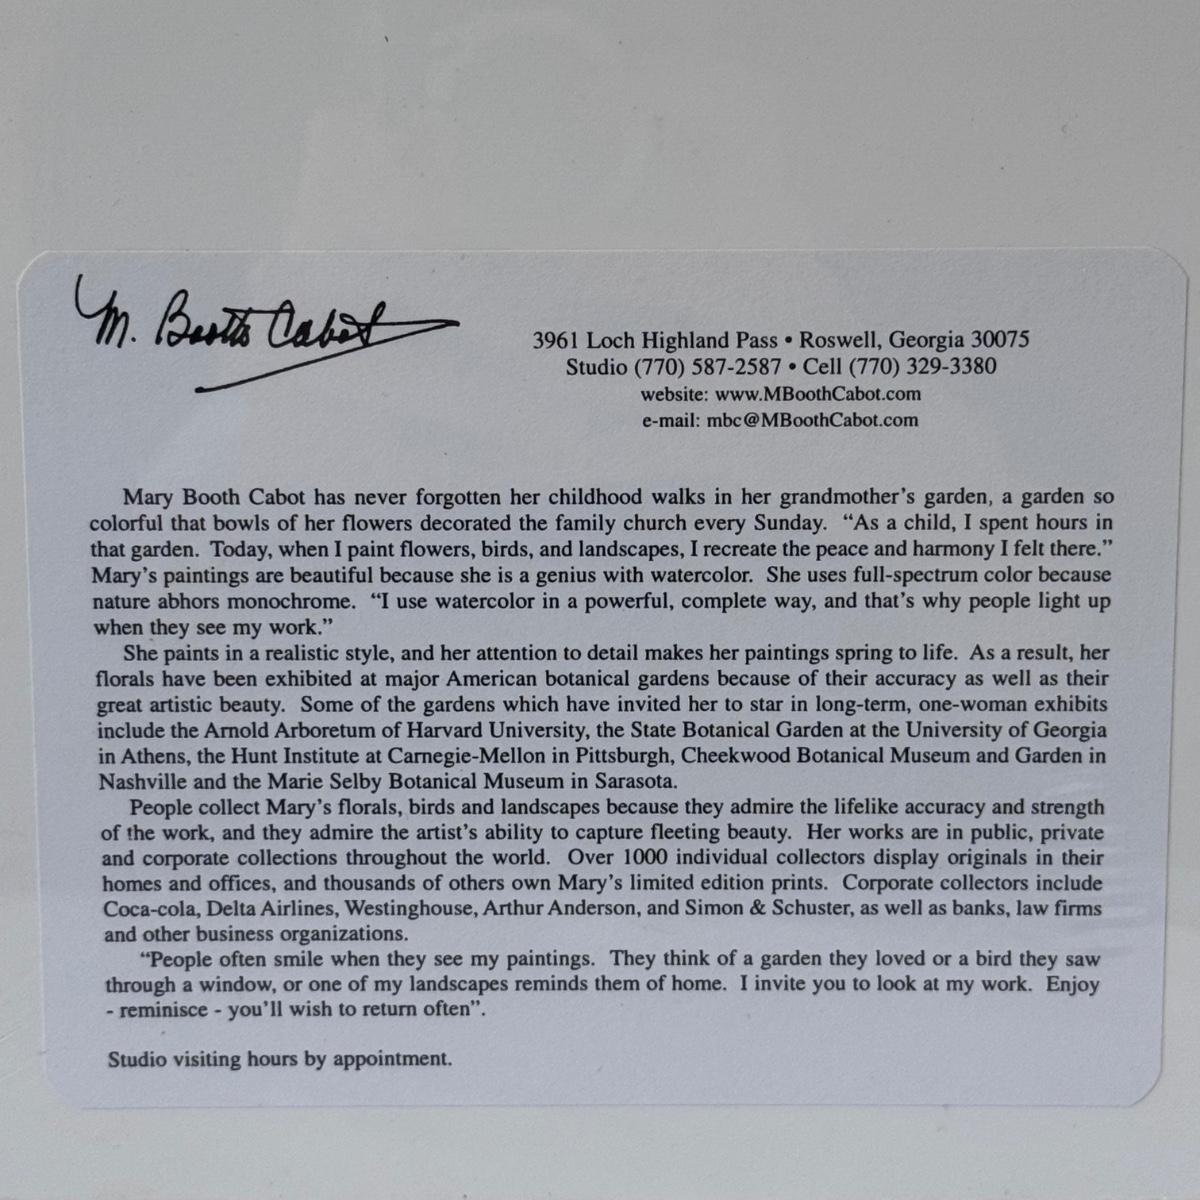 M. Booth Cabot
3961 Loch Highland Pass • Roswell, Georgia 30075
Studio (770) 587-2587 • Cell (770) 329-3380
website: www.MBoothCabot.com
e-mail: mbc@MBoothCabot.com
Mary Booth Cabot has never forgotten her childhood walks in her grandmother's garden, a garden so
colorful that bowls of her flowers decorated the family church every Sunday. “As a child, I spent hours in
that garden. Today, when I paint flowers, birds, and landscapes, I recreate the peace and harmony I felt there.”
Mary's paintings are beautiful because she is a genius with watercolor. She uses full-spectrum color because
nature abhors monochrome. “I use watercolor in a powerful, complete way, and that's why people light up
when they see my work.”
She paints in a realistic style, and her attention to detail makes her paintings spring to life. As a result, her
florals have been exhibited at major American botanical gardens because of their accuracy as well as their
great artistic beauty. Some of the gardens which have invited her to star in long-term, one-woman exhibits
include the Arnold Arboretum of Harvard University, the State Botanical Garden at the University of Georgia
in Athens, the Hunt Institute at Carnegie-Mellon in Pittsburgh, Cheekwood Botanical Museum and Garden in
Nashville and the Marie Selby Botanical Museum in Sarasota.
People collect Mary's florals, birds and landscapes because they admire the lifelike accuracy and strength
of the work, and they admire the artist's ability to capture fleeting beauty. Her works are in public, private
and corporate collections throughout the world. Over 1000 individual collectors display originals in their
homes and offices, and thousands of others own Mary's limited edition prints. Corporate collectors include
Coca-cola, Delta Airlines, Westinghouse, Arthur Anderson, and Simon & Schuster, as well as banks, law firms
and other business organizations.
“People often smile when they see my paintings. They think of a garden they loved or a bird they saw
through a window, or one of my landscapes reminds them of home. I invite you to look at my work. Enjoy
- reminisce - you'll wish to return often”.
Studio visiting hours by appointment.